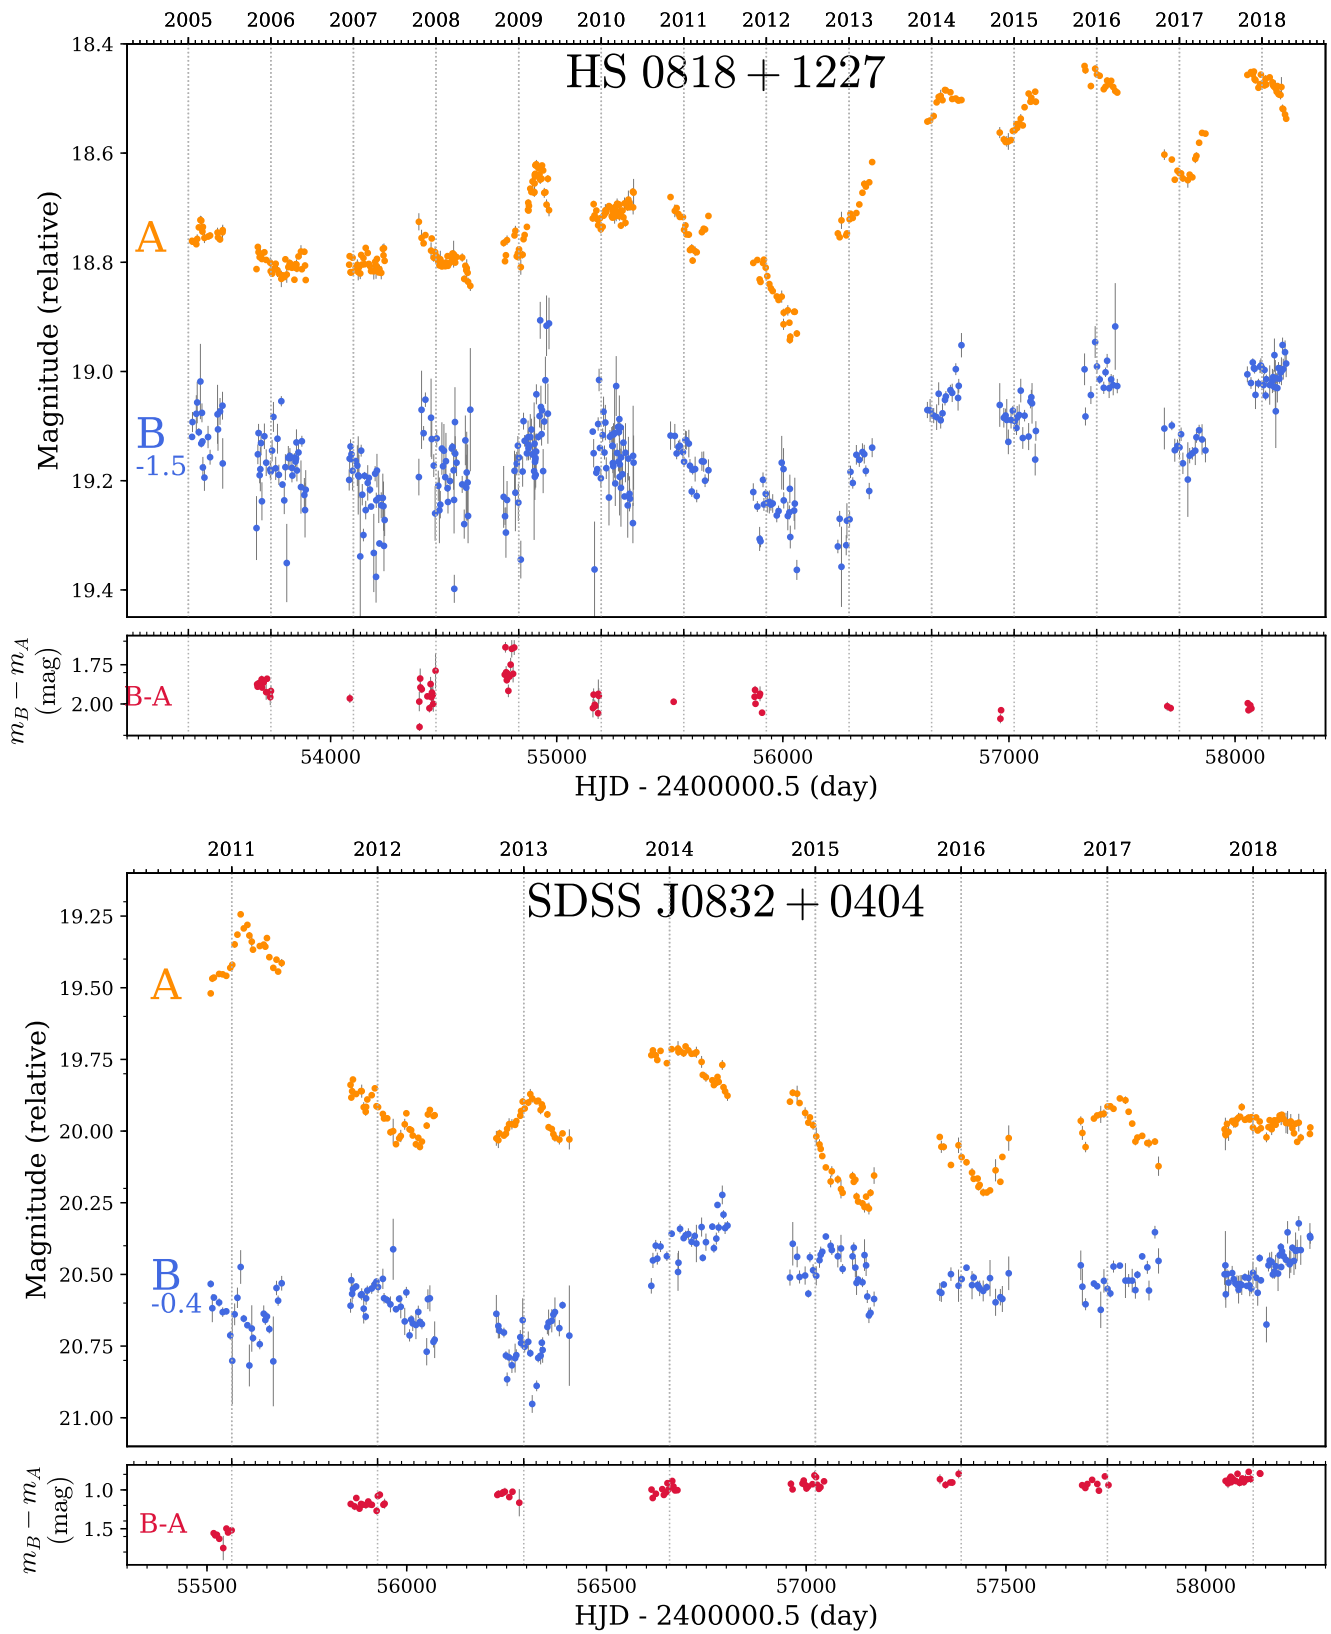 2005 2006 2007 2008 2009 2010 2011 2012 2013 2014 2015 2016 2017 2018
HS 0818 + 1227
18.4
18.6
18.8
19.0
19.2
19.4
Magnitude (relative)
A
B
-1.5
1.75
2.00
m_B − m_A
(mag)
B-A
54000 55000 56000 57000 58000
HJD - 2400000.5 (day)
2011 2012 2013 2014 2015 2016 2017 2018
SDSS J0832 + 0404
19.25
19.50
19.75
20.00
20.25
20.50
20.75
21.00
Magnitude (relative)
A
B
-0.4
1.0
1.5
m_B − m_A
(mag)
B-A
55500 56000 56500 57000 57500 58000
HJD - 2400000.5 (day)